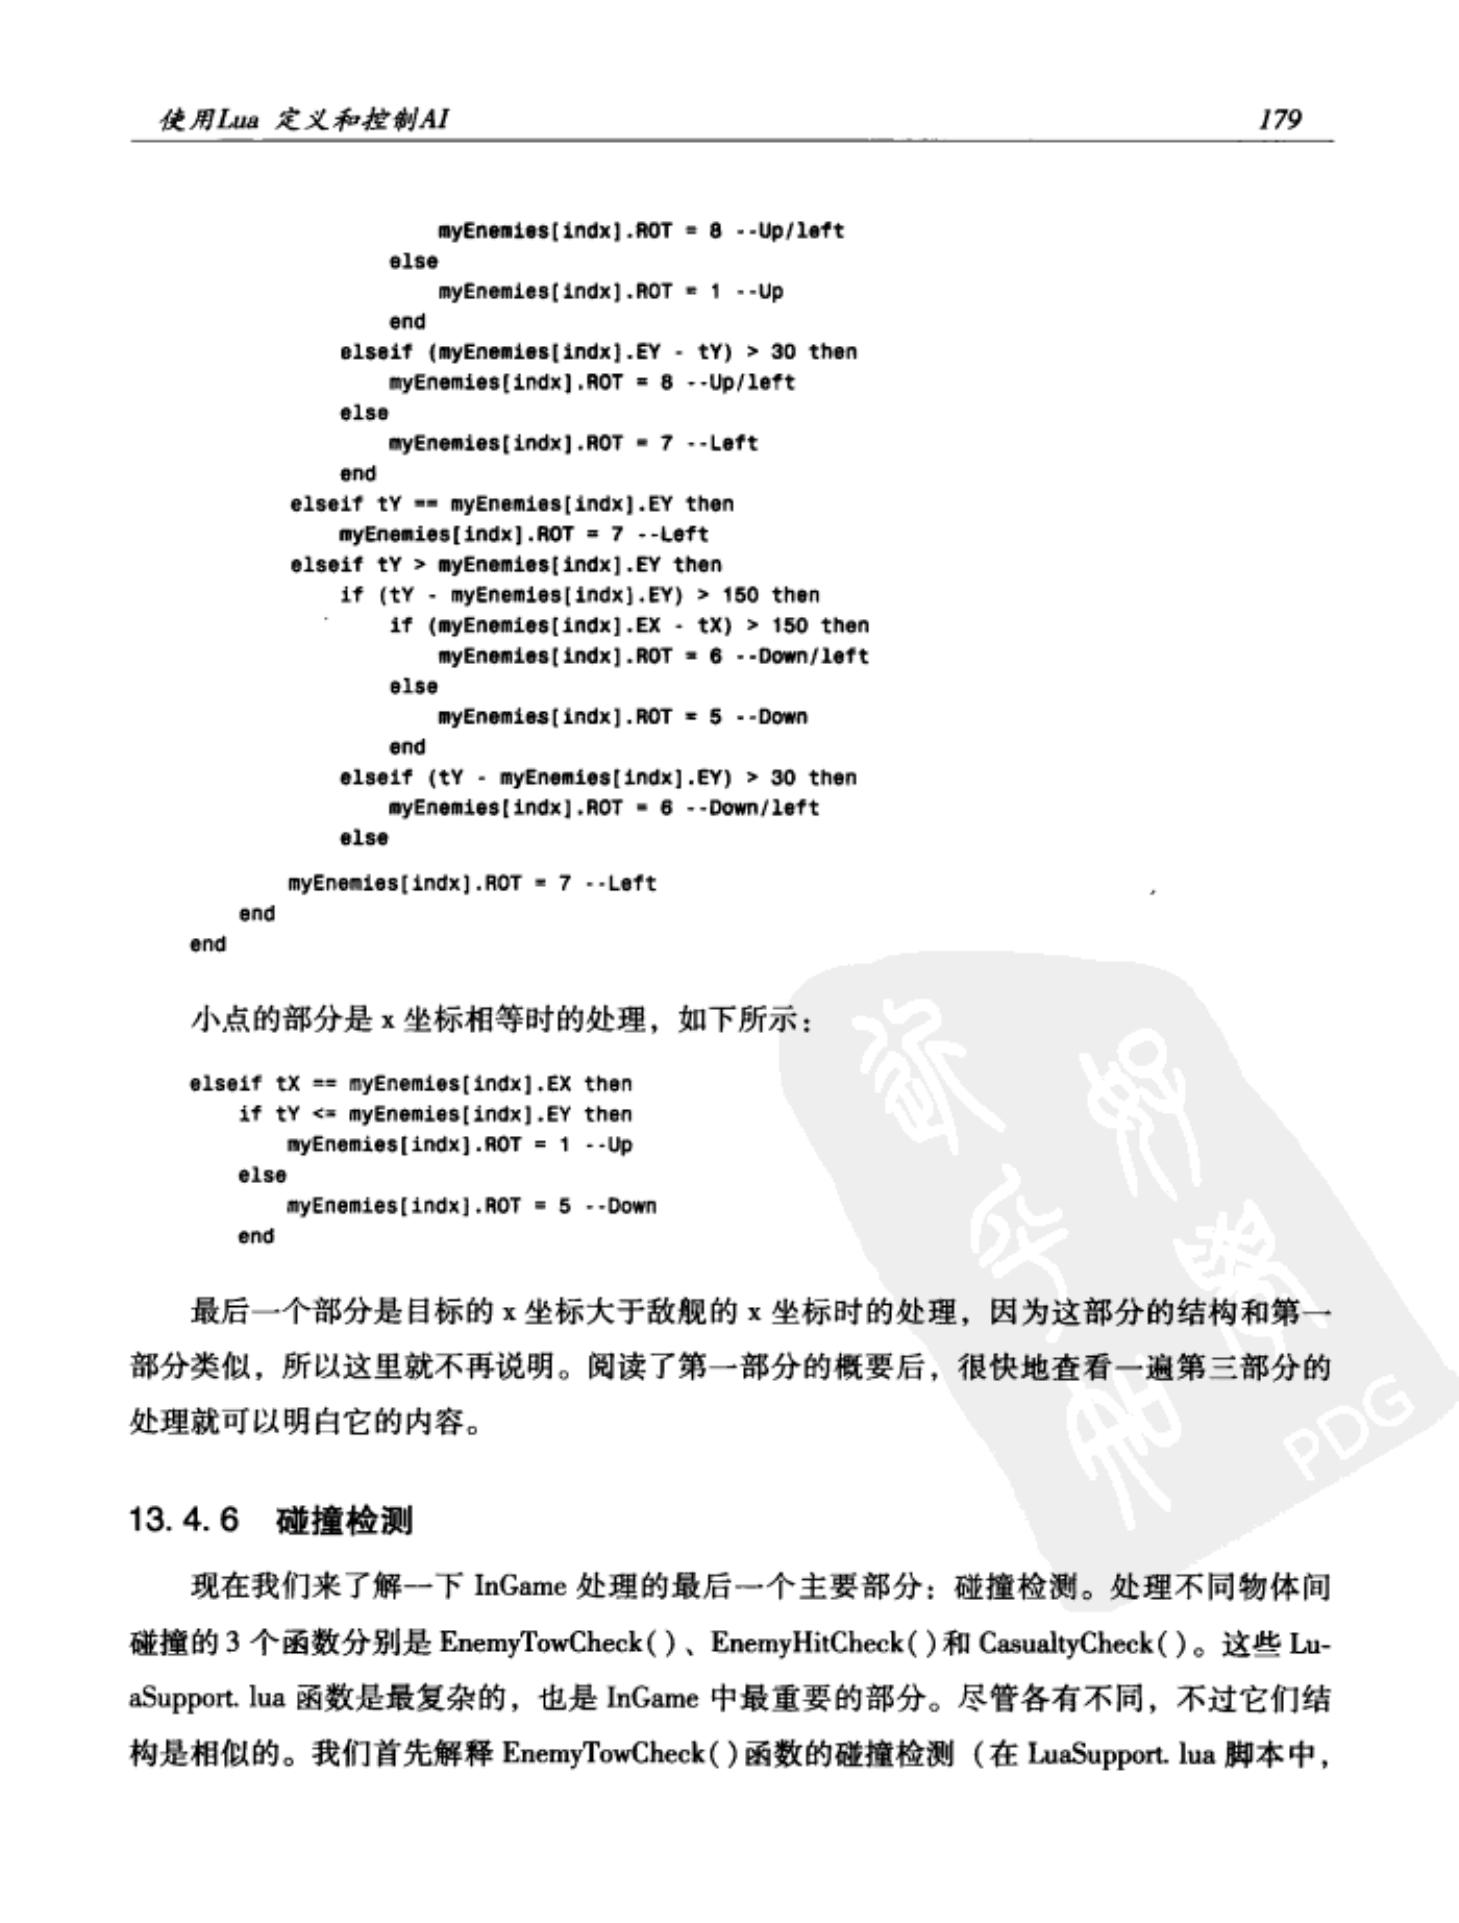 使用Lua 定义和控制AI 179
myEnemies[indx].ROT = 8 --Up/left
else
myEnemies[indx].ROT = 1 --Up
end
elseif (myEnemies[indx].EY - tY) > 30 then
myEnemies[indx].ROT = 8 --Up/left
else
myEnemies[indx].ROT = 7 --Left
end
elseif tY == myEnemies[indx].EY then
myEnemies[indx].ROT = 7 --Left
elseif tY > myEnemies[indx].EY then
if (tY - myEnemies[indx].EY) > 150 then
if (myEnemies[indx].EX - tX) > 150 then
myEnemies[indx].ROT = 6 --Down/left
else
myEnemies[indx].ROT = 5 --Down
end
elseif (tY - myEnemies[indx].EY) > 30 then
myEnemies[indx].ROT = 6 --Down/left
else
myEnemies[indx].ROT = 7 --Left
end
end
小点的部分是 x 坐标相等时的处理，如下所示：
elseif tX == myEnemies[indx].EX then
if tY <= myEnemies[indx].EY then
myEnemies[indx].ROT = 1 --Up
else
myEnemies[indx].ROT = 5 --Down
end
最后一个部分是目标的 x 坐标大于敌舰的 x 坐标时的处理，因为这部分的结构和第一
部分类似，所以这里就不再说明。阅读了第一部分的概要后，很快地查看一遍第三部分的
处理就可以明白它的内容。
13.4.6 碰撞检测
现在我们来了解一下 InGame 处理的最后一个主要部分：碰撞检测。处理不同物体间
碰撞的 3 个函数分别是 EnemyTowCheck()、EnemyHitCheck()和 CasualtyCheck()。这些 Lu-
aSupport. lua 函数是最复杂的，也是 InGame 中最重要的部分。尽管各有不同，不过它们结
构是相似的。我们首先解释 EnemyTowCheck()函数的碰撞检测（在 LuaSupport. lua 脚本中，
PDG